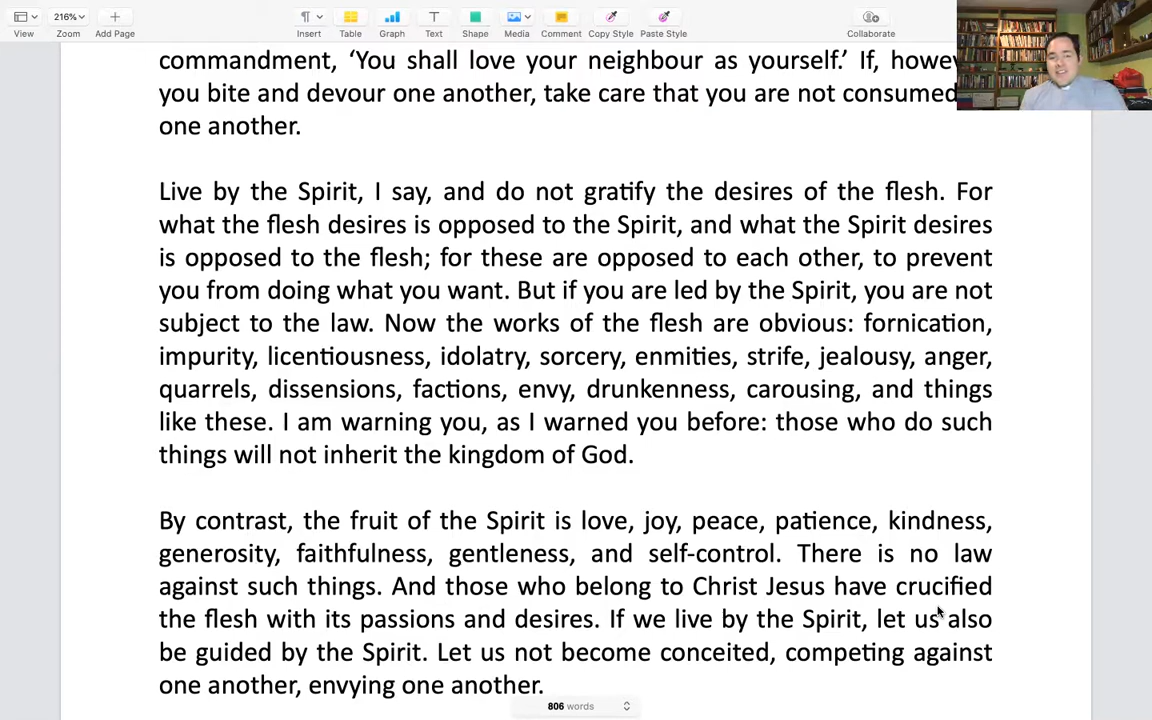 216%
View Zoom Add Page Insert Table Graph Text Shape Media Comment Copy Style Paste Style Collaborate
commandment, ‘You shall love your neighbour as yourself.’ If,
you bite and devour one another, take care that you are not consumed
one another.
Live by the Spirit, I say, and do not gratify the desires of the flesh. For
what the flesh desires is opposed to the Spirit, and what the Spirit desires
is opposed to the flesh; for these are opposed to each other, to prevent
you from doing what you want. But if you are led by the Spirit, you are not
subject to the law. Now the works of the flesh are obvious: fornication,
impurity, licentiousness, idolatry, sorcery, enmities, strife, jealousy, anger,
quarrels, dissensions, factions, envy, drunkenness, carousing, and things
like these. I am warning you, as I warned you before: those who do such
things will not inherit the kingdom of God.
By contrast, the fruit of the Spirit is love, joy, peace, patience, kindness,
generosity, faithfulness, gentleness, and self-control. There is no law
against such things. And those who belong to Christ Jesus have crucified
the flesh with its passions and desires. If we live by the Spirit, let us also
be guided by the Spirit. Let us not become conceited, competing against
one another, envying one another.
806 words